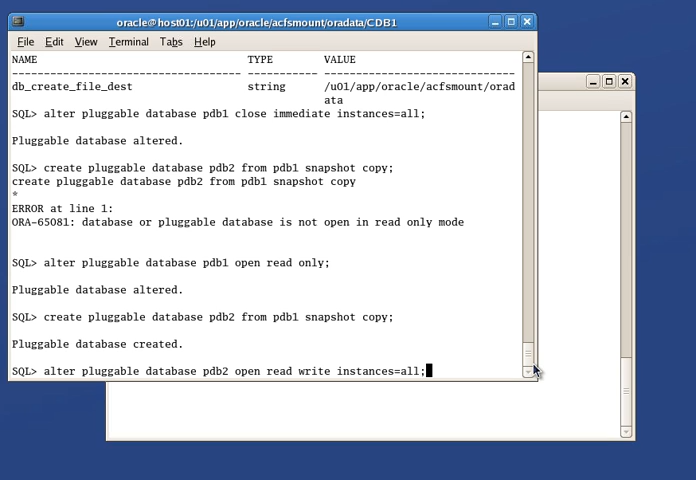 oracle@host01:/u01/app/oracle/acfsmount/oradata/CDB1
File Edit View Terminal Tabs Help
NAME TYPE VALUE
------------------------------------ ----------- ------------------------------
db_create_file_dest string /u01/app/oracle/acfsmount/orad
ata
SQL> alter pluggable database pdb1 close immediate instances=all;
Pluggable database altered.
SQL> create pluggable database pdb2 from pdb1 snapshot copy;
create pluggable database pdb2 from pdb1 snapshot copy
*
ERROR at line 1:
ORA-65081: database or pluggable database is not open in read only mode
SQL> alter pluggable database pdb1 open read only;
Pluggable database altered.
SQL> create pluggable database pdb2 from pdb1 snapshot copy;
Pluggable database created.
SQL> alter pluggable database pdb2 open read write instances=all;